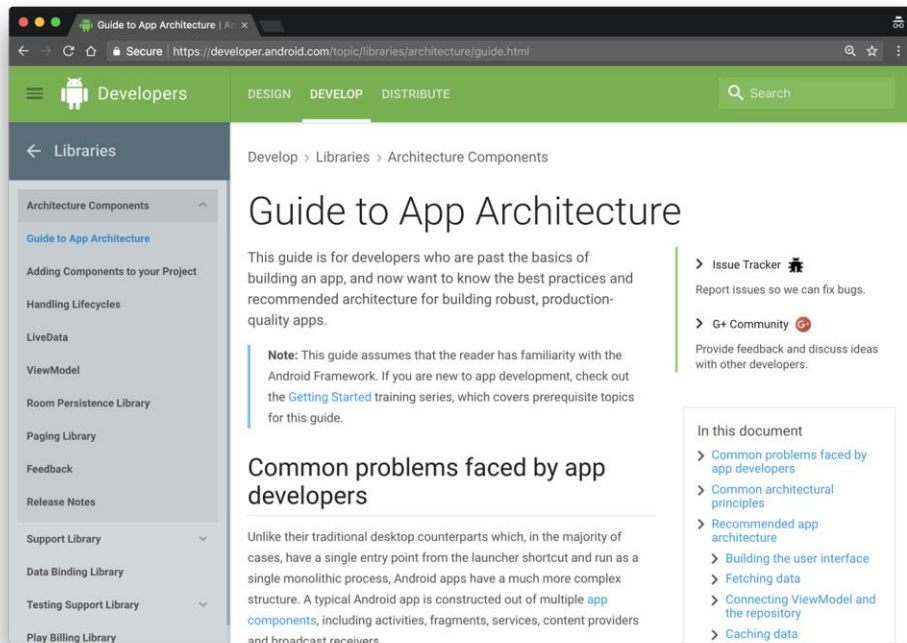 Guide to App Architecture | An
Secure | https://developer.android.com/topic/libraries/architecture/guide.html
Developers
DESIGN DEVELOP DISTRIBUTE
Search
Libraries
Architecture Components
Guide to App Architecture
Adding Components to your Project
Handling Lifecycles
LiveData
ViewModel
Room Persistence Library
Paging Library
Feedback
Release Notes
Support Library
Data Binding Library
Testing Support Library
Play Billing Library
Develop > Libraries > Architecture Components
Guide to App Architecture
This guide is for developers who are past the basics of
building an app, and now want to know the best practices and
recommended architecture for building robust, production-
quality apps.
Note: This guide assumes that the reader has familiarity with the
Android Framework. If you are new to app development, check out
the Getting Started training series, which covers prerequisite topics
for this guide.
Common problems faced by app
developers
Unlike their traditional desktop counterparts which, in the majority of
cases, have a single entry point from the launcher shortcut and run as a
single monolithic process, Android apps have a much more complex
structure. A typical Android app is constructed out of multiple app
components, including activities, fragments, services, content providers
and broadcast receivers
Issue Tracker
Report issues so we can fix bugs.
G+ Community G+
Provide feedback and discuss ideas
with other developers.
In this document
Common problems faced by
app developers
Common architectural
principles
Recommended app
architecture
Building the user interface
Fetching data
Connecting ViewModel and
the repository
Caching data